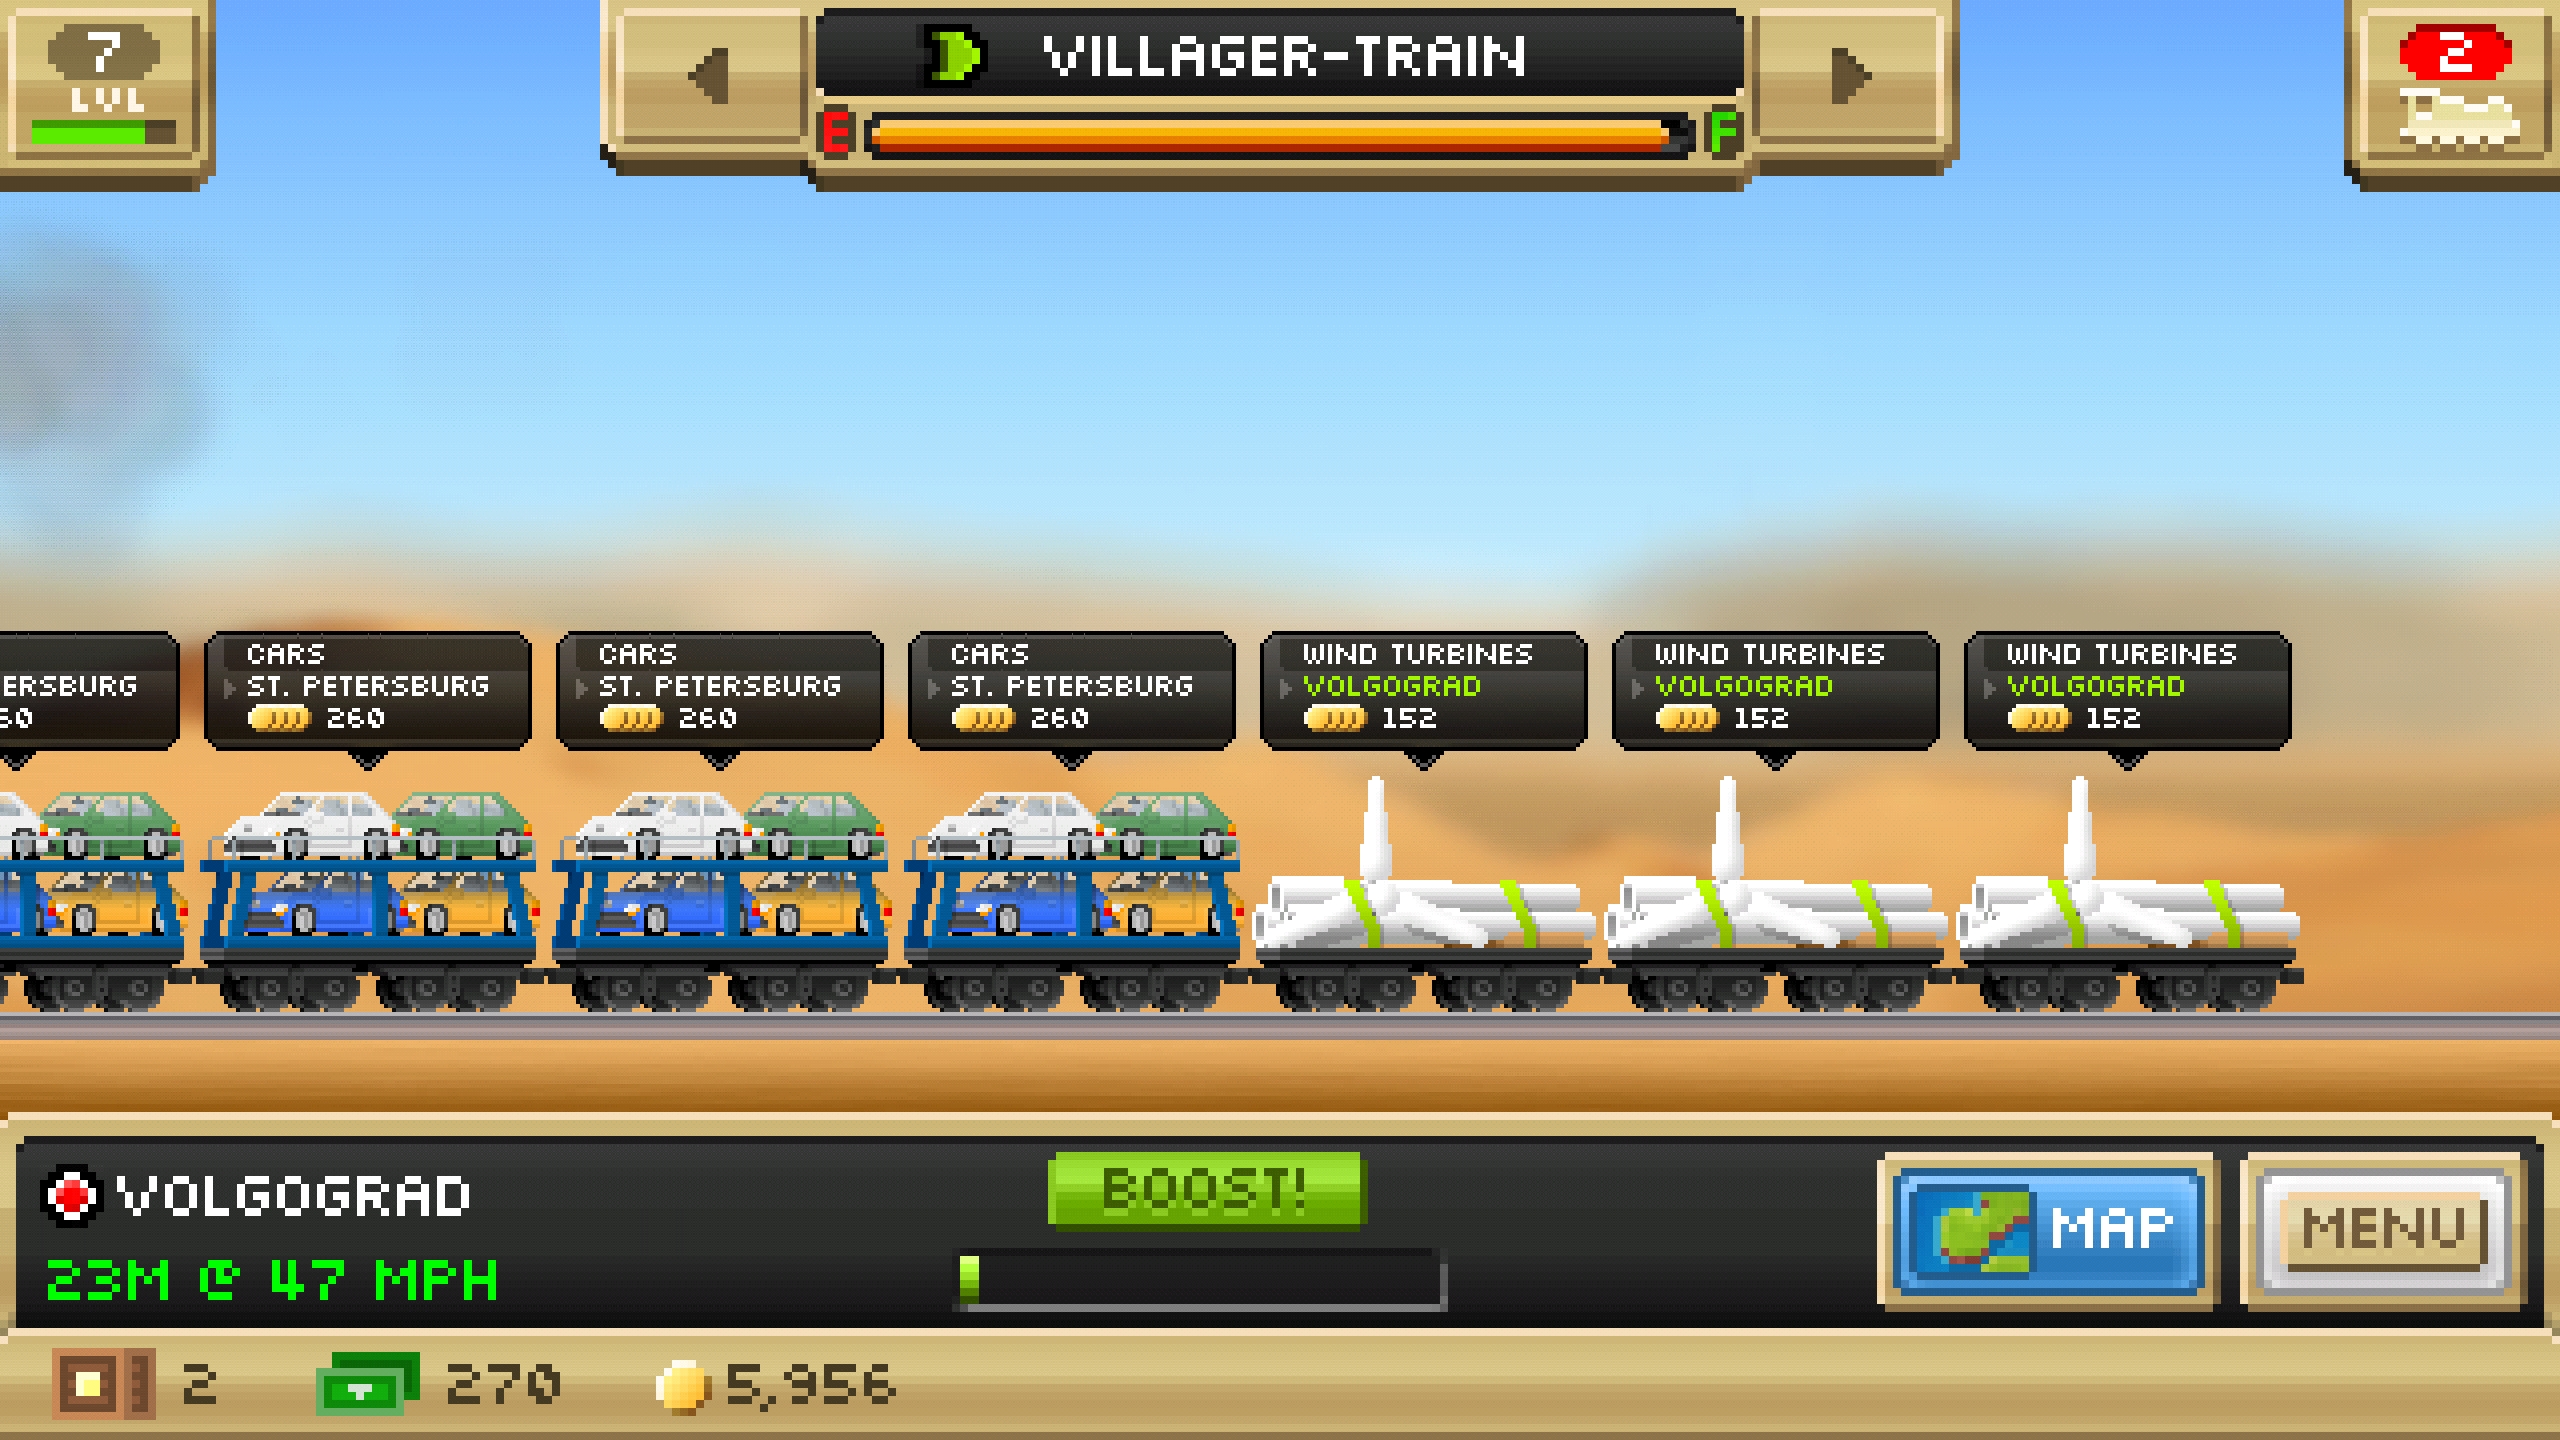 7
LVL
VILLAGER-TRAIN
E F
2
ERSBURG
60
CARS
ST. PETERSBURG
260
CARS
ST. PETERSBURG
260
CARS
ST. PETERSBURG
260
WIND TURBINES
VOLGOGRAD
152
WIND TURBINES
VOLGOGRAD
152
WIND TURBINES
VOLGOGRAD
152
VOLGOGRAD
23M @ 47 MPH
BOOST!
MAP
MENU
2 270 5,956